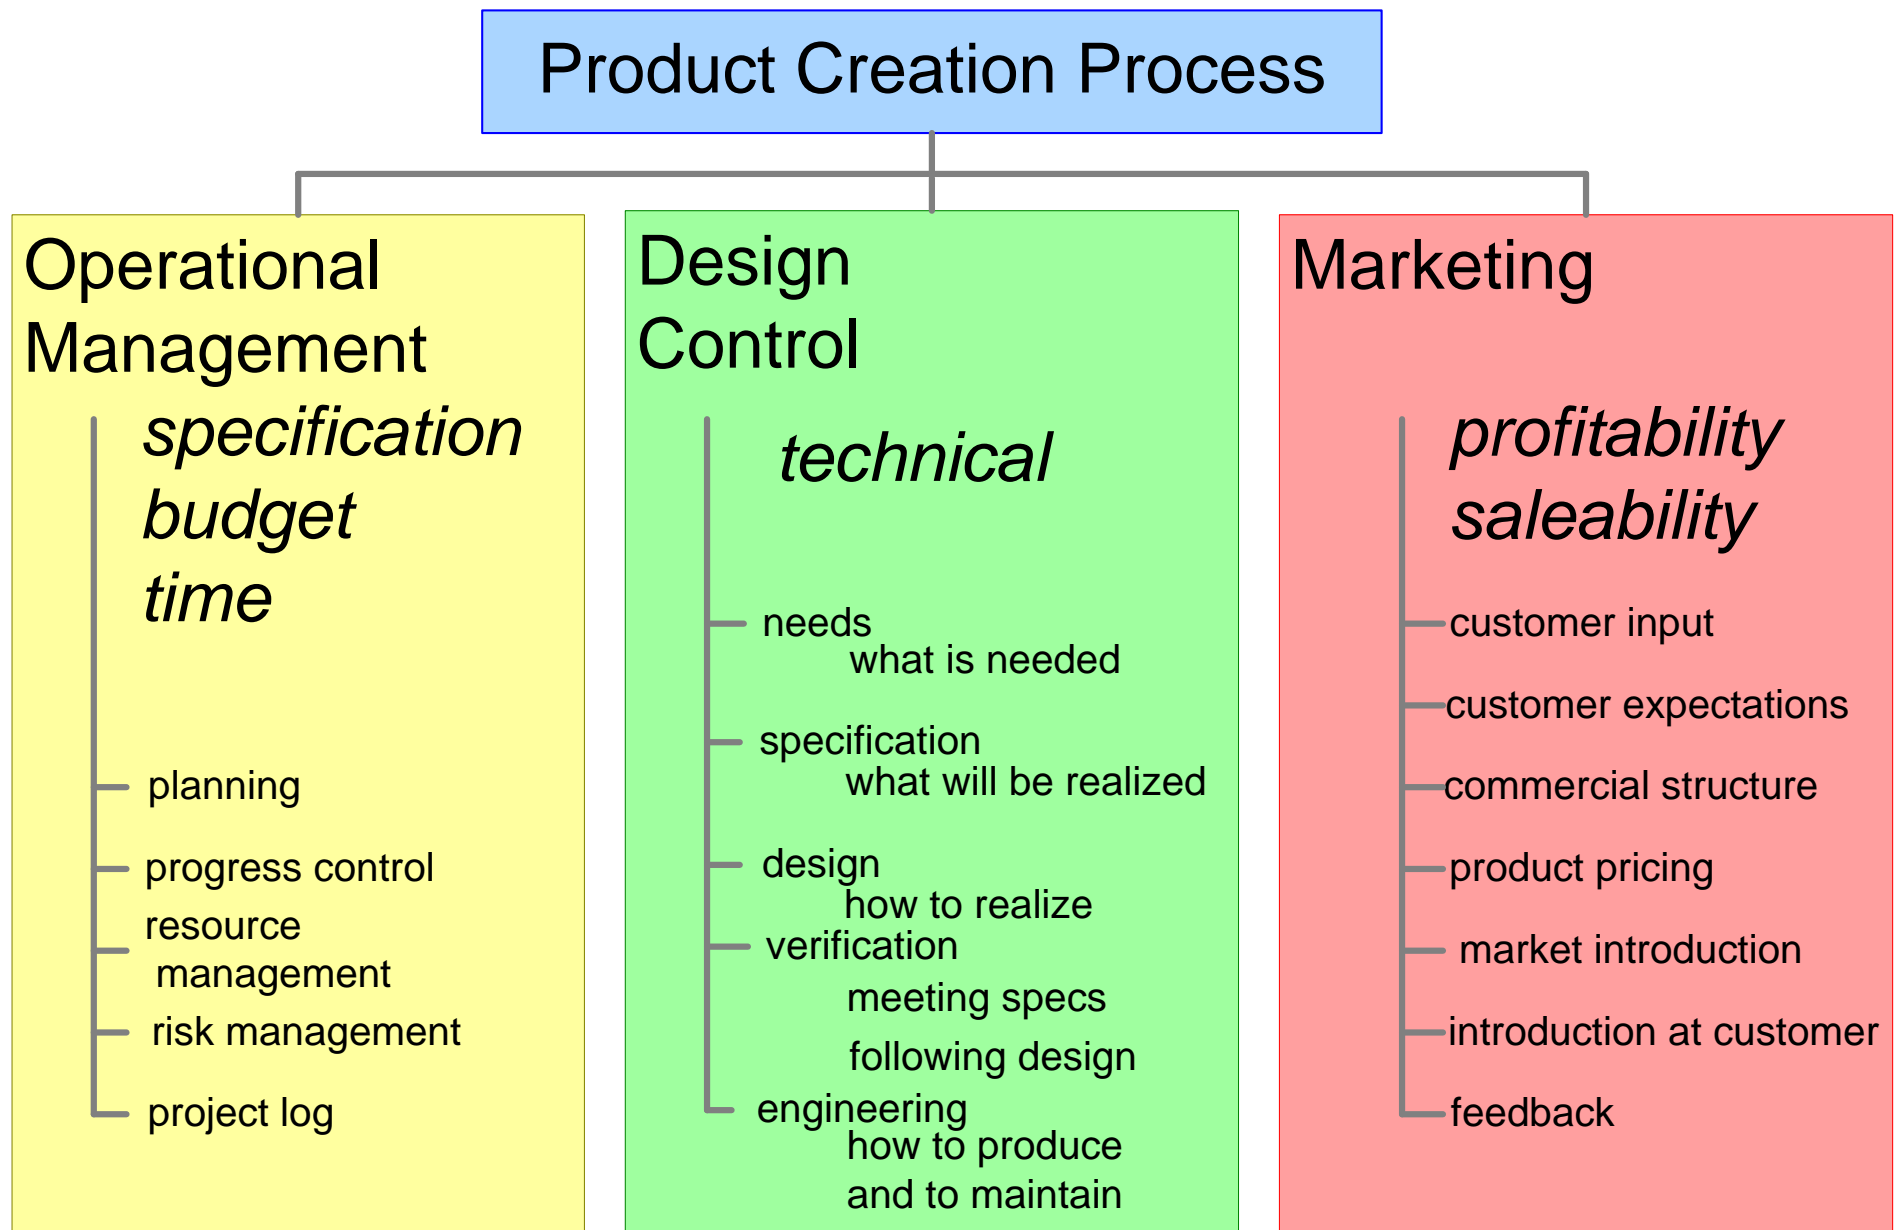 Product Creation Process
Operational
Management
specification
budget
time
planning
progress control
resource
management
risk management
project log
Design
Control
technical
needs
what is needed
specification
what will be realized
design
how to realize
verification
meeting specs
following design
engineering
how to produce
and to maintain
Marketing
profitability
saleability
customer input
customer expectations
commercial structure
product pricing
market introduction
introduction at customer
feedback